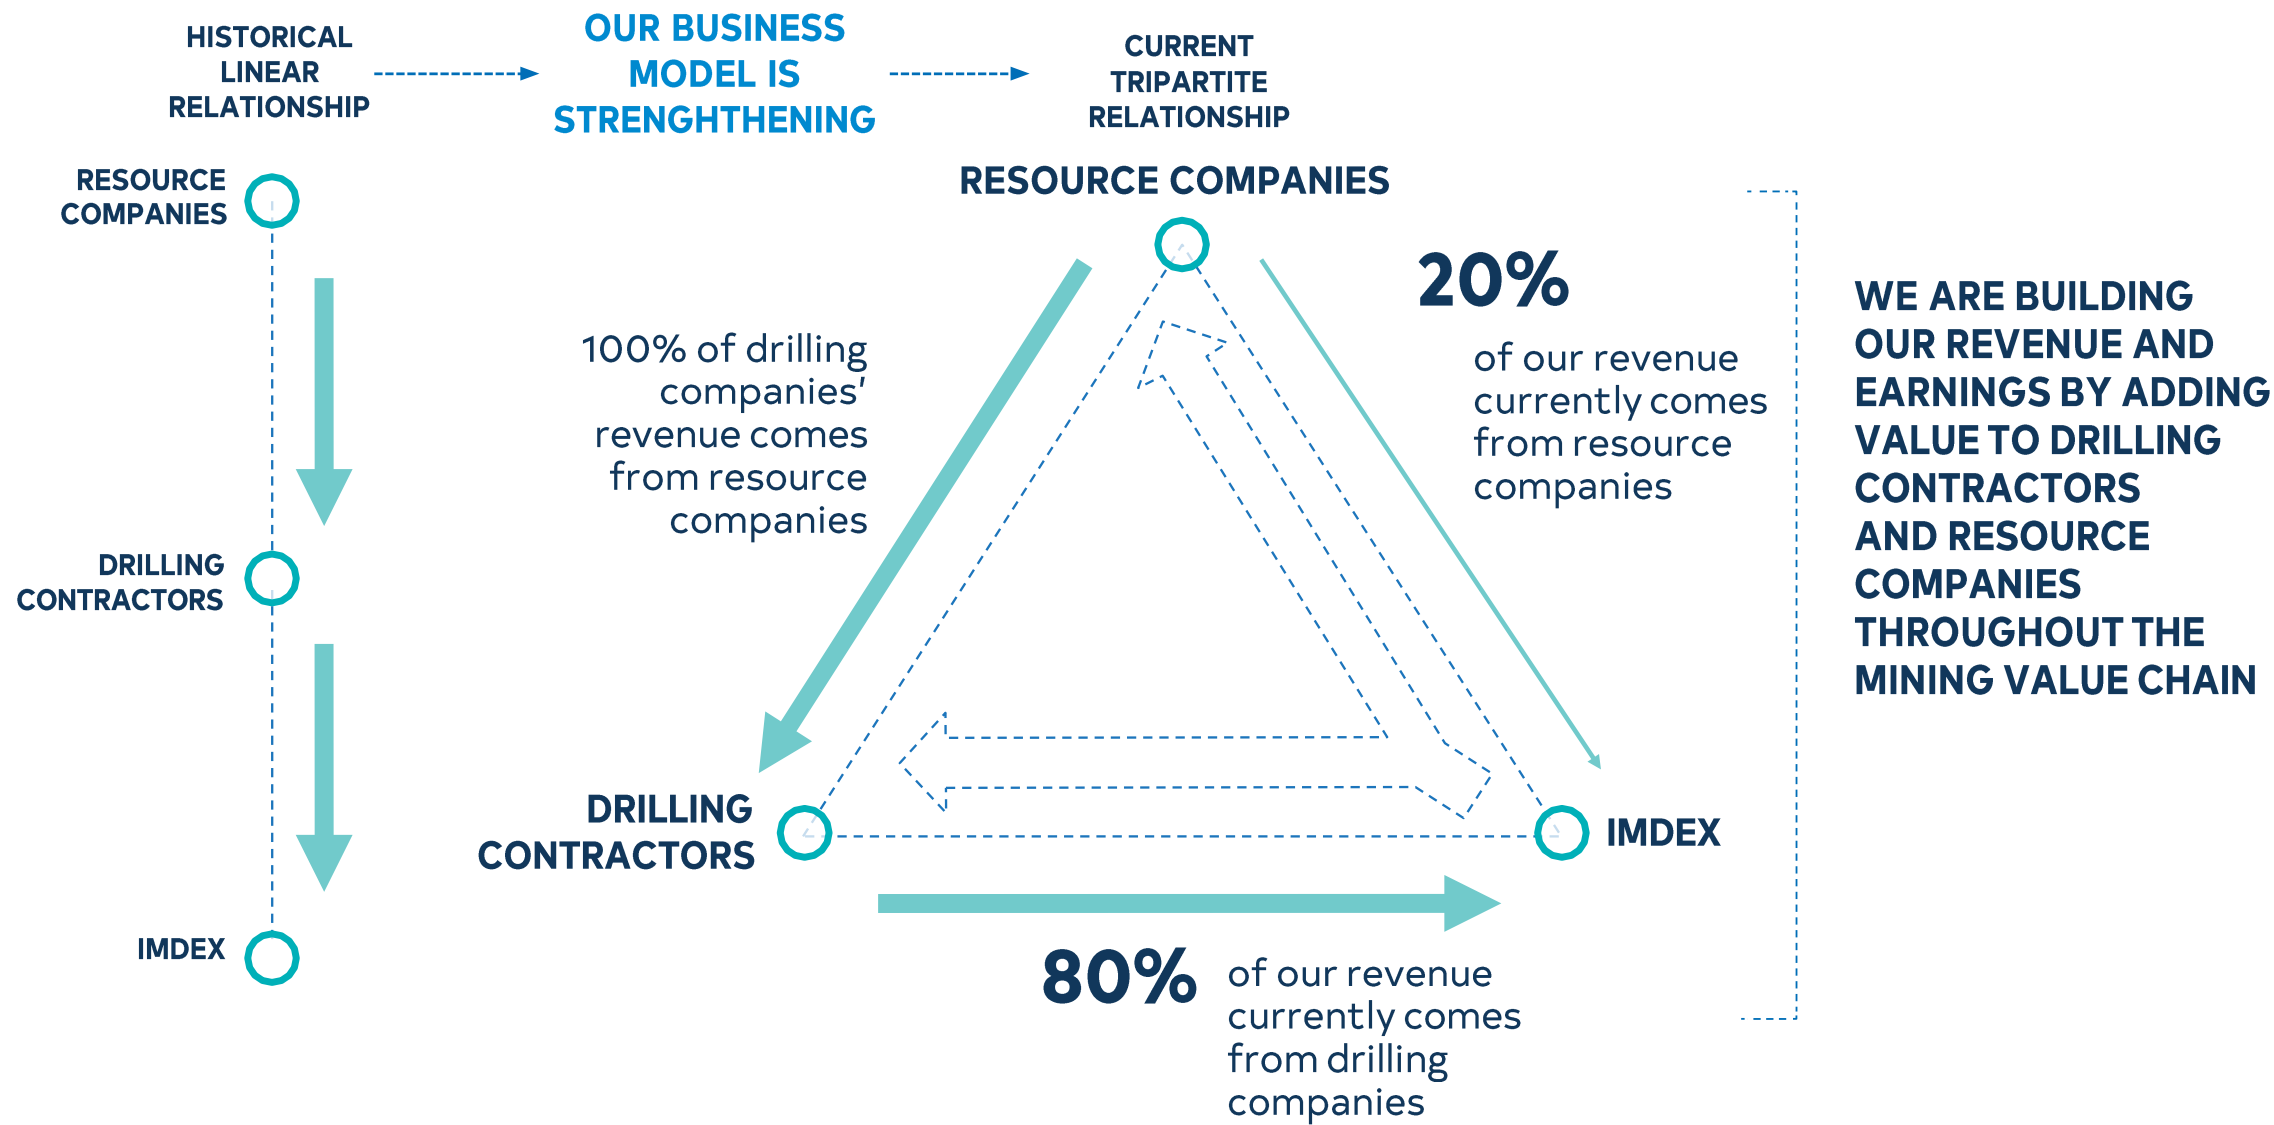 HISTORICAL
LINEAR
RELATIONSHIP
OUR BUSINESS
MODEL IS
STRENGHTHENING
CURRENT
TRIPARTITE
RELATIONSHIP
RESOURCE
COMPANIES
DRILLING
CONTRACTORS
IMDEX
RESOURCE COMPANIES
100% of drilling
companies’
revenue comes
from resource
companies
20%
of our revenue
currently comes
from resource
companies
DRILLING
CONTRACTORS
IMDEX
80%
of our revenue
currently comes
from drilling
companies
WE ARE BUILDING
OUR REVENUE AND
EARNINGS BY ADDING
VALUE TO DRILLING
CONTRACTORS
AND RESOURCE
COMPANIES
THROUGHOUT THE
MINING VALUE CHAIN